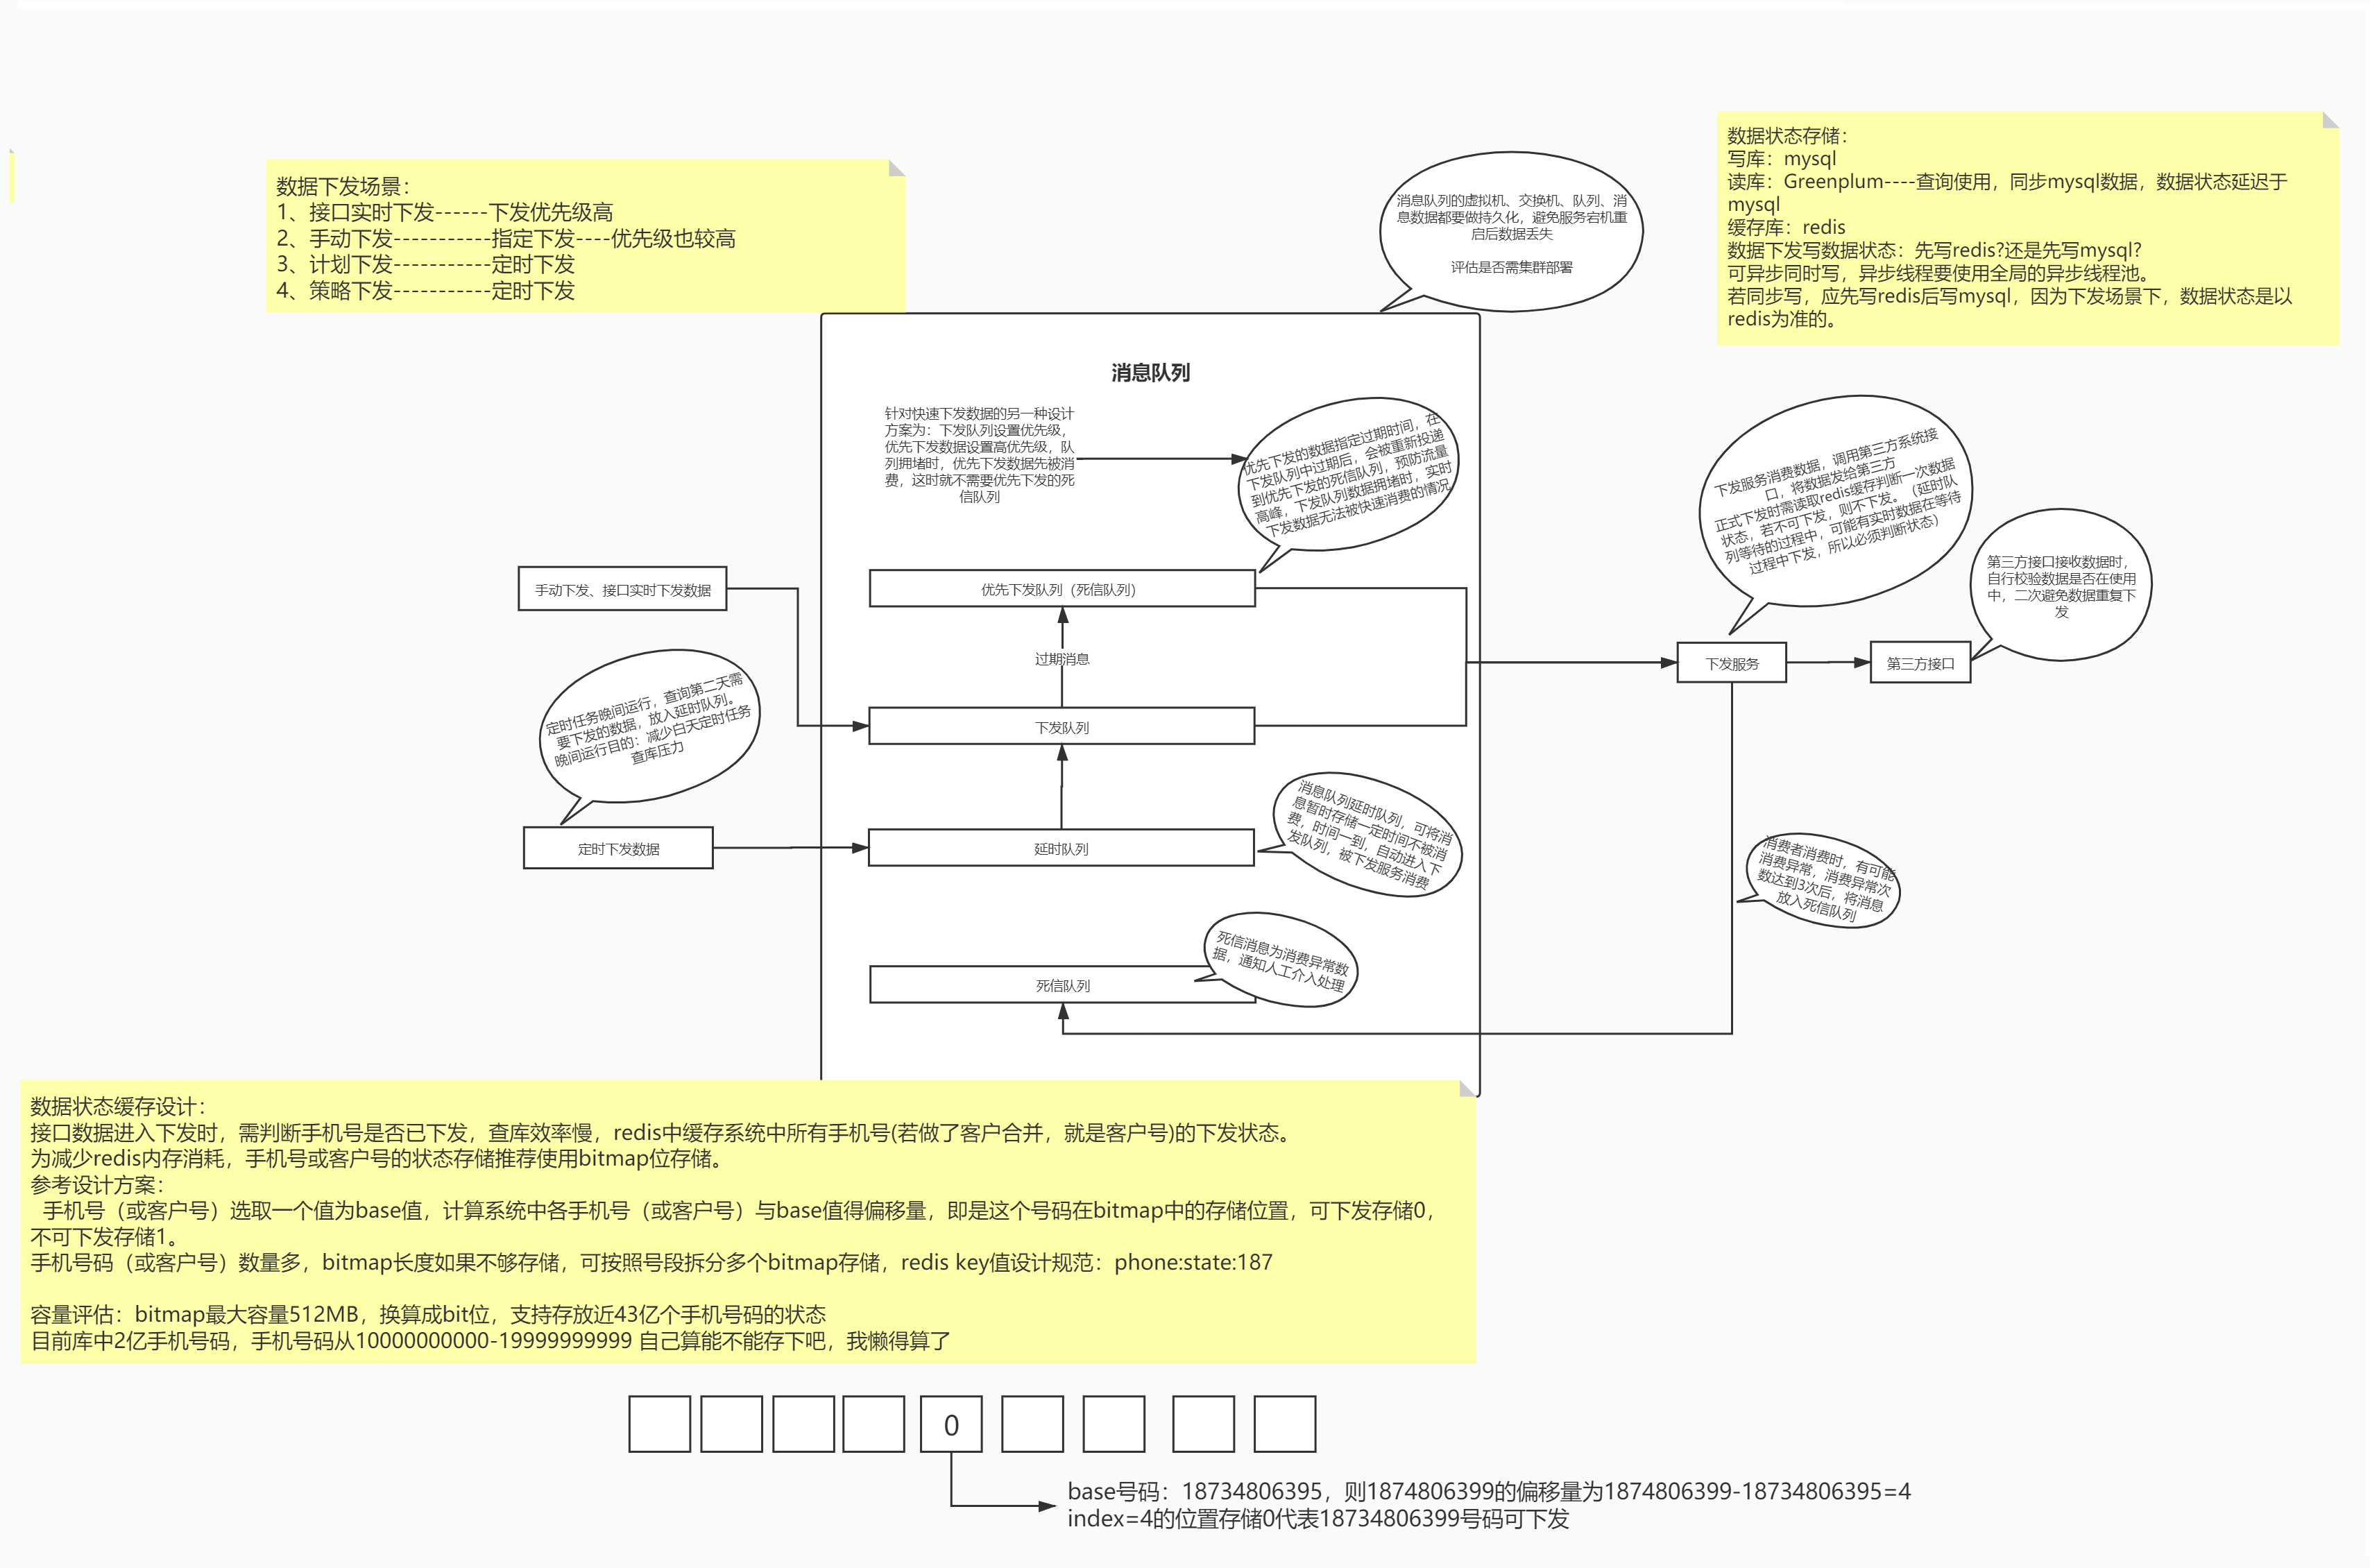 数据下发场景：
1、接口实时下发------下发优先级高
2、手动下发-----------指定下发----优先级也较高
3、计划下发-----------定时下发
4、策略下发-----------定时下发
消息队列的虚拟机、交换机、队列、消
息数据都要做持久化，避免服务宕机重
启后数据丢失
评估是否需集群部署
数据状态存储：
写库：mysql
读库：Greenplum----查询使用，同步mysql数据，数据状态延迟于
mysql
缓存库：redis
数据下发写数据状态：先写redis?还是先写mysql?
可异步同时写，异步线程要使用全局的异步线程池。
若同步写，应先写redis后写mysql，因为下发场景下，数据状态是以
redis为准的。
消息队列
针对快速下发数据的另一种设计
方案为：下发队列设置优先级，
优先下发数据设置高优先级，队
列拥堵时，优先下发数据先被消
费，这时就不需要优先下发的死
信队列
优先下发的数据指定过期时间，在
下发队列中过期后，会被重新投递
到优先下发的死信队列，预防流量
高峰，下发队列数据拥堵时，实时
下发数据无法被快速消费的情况
下发服务消费数据，调用第三方系统接
口，将数据发给第三方
正式下发时需读取redis缓存判断一次数据
状态，若不可下发，则不下发。（延时队
列等待的过程中，可能有实时数据在等待
过程中下发，所以必须判断状态）
第三方接口接收数据时，
自行校验数据是否在使用
中，二次避免数据重复下
发
手动下发、接口实时下发数据
优先下发队列（死信队列）
过期消息
下发服务
第三方接口
定时任务晚间运行，查询第二天需
要下发的数据，放入延时队列。
晚间运行目的：减少白天定时任务
查库压力
下发队列
消息队列延时队列，可将消
息暂时存储一定时间不被消
费，时间一到，自动进入下
发队列，被下发服务消费
定时下发数据
延时队列
消费者消费时，有可能
消费异常，消费异常次
数达到3次后，将消息
放入死信队列
死信消息为消费异常数
据，通知人工介入处理
死信队列
数据状态缓存设计：
接口数据进入下发时，需判断手机号是否已下发，查库效率慢，redis中缓存系统中所有手机号(若做了客户合并，就是客户号)的下发状态。
为减少redis内存消耗，手机号或客户号的状态存储推荐使用bitmap位存储。
参考设计方案：
手机号（或客户号）选取一个值为base值，计算系统中各手机号（或客户号）与base值得偏移量，即是这个号码在bitmap中的存储位置，可下发存储0，
不可下发存储1。
手机号码（或客户号）数量多，bitmap长度如果不够存储，可按照号段拆分多个bitmap存储，redis key值设计规范：phone:state:187
容量评估：bitmap最大容量512MB，换算成bit位，支持存放近43亿个手机号码的状态
目前库中2亿手机号码，手机号码从10000000000-19999999999 自己算能不能存下吧，我懒得算了
0
base号码：18734806395，则1874806399的偏移量为1874806399-18734806395=4
index=4的位置存储0代表18734806399号码可下发